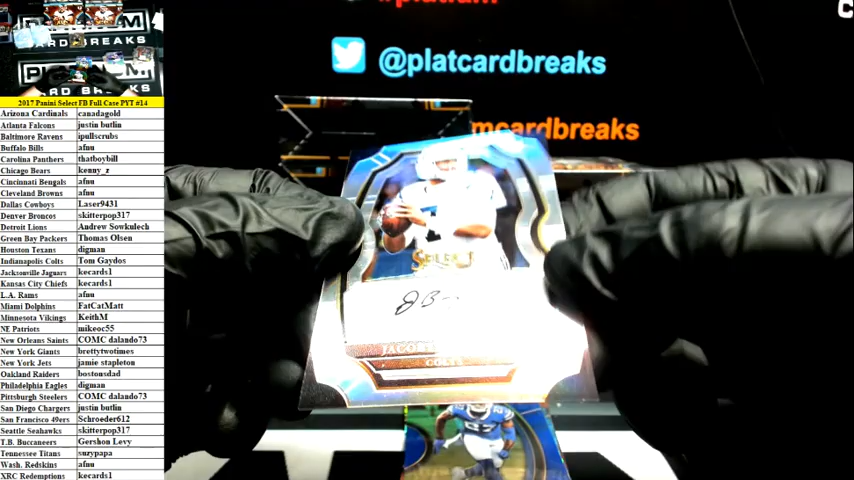 2017 Panini Select FB Full Case PYT #14
Arizona Cardinals canadagold
Atlanta Falcons justin butlin
Baltimore Ravens ipullscrubs
Buffalo Bills afnu
Carolina Panthers thatboybill
Chicago Bears kenny_z
Cincinnati Bengals afnu
Cleveland Browns afnu
Dallas Cowboys Laser9431
Denver Broncos skitterpop317
Detroit Lions Andrew Sowkulech
Green Bay Packers Thomas Olsen
Houston Texans digman
Indianapolis Colts Tom Gaydos
Jacksonville Jaguars kecards1
Kansas City Chiefs kecards1
L.A. Rams afnu
Miami Dolphins FatCatMatt
Minnesota Vikings KeithM
NE Patriots mikeoc55
New Orleans Saints COMC dalando73
New York Giants brettytwotimes
New York Jets jamie stapleton
Oakland Raiders bostonsdad
Philadelphia Eagles digman
Pittsburgh Steelers COMC dalando73
San Diego Chargers justin butlin
San Francisco 49ers Schroeder612
Seattle Seahawks skitterpop317
T.B. Buccaneers Gershon Levy
Tennessee Titans suzypapa
Wash. Redskins afnu
XRC Redemptions kecards1
@platcardbreaks
mcardbreaks
SELECT
COLTS
CARD BREAKS